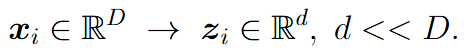 𝒙ᵢ ∈ ℝᴰ → 𝒛ᵢ ∈ ℝᵈ, d << D.